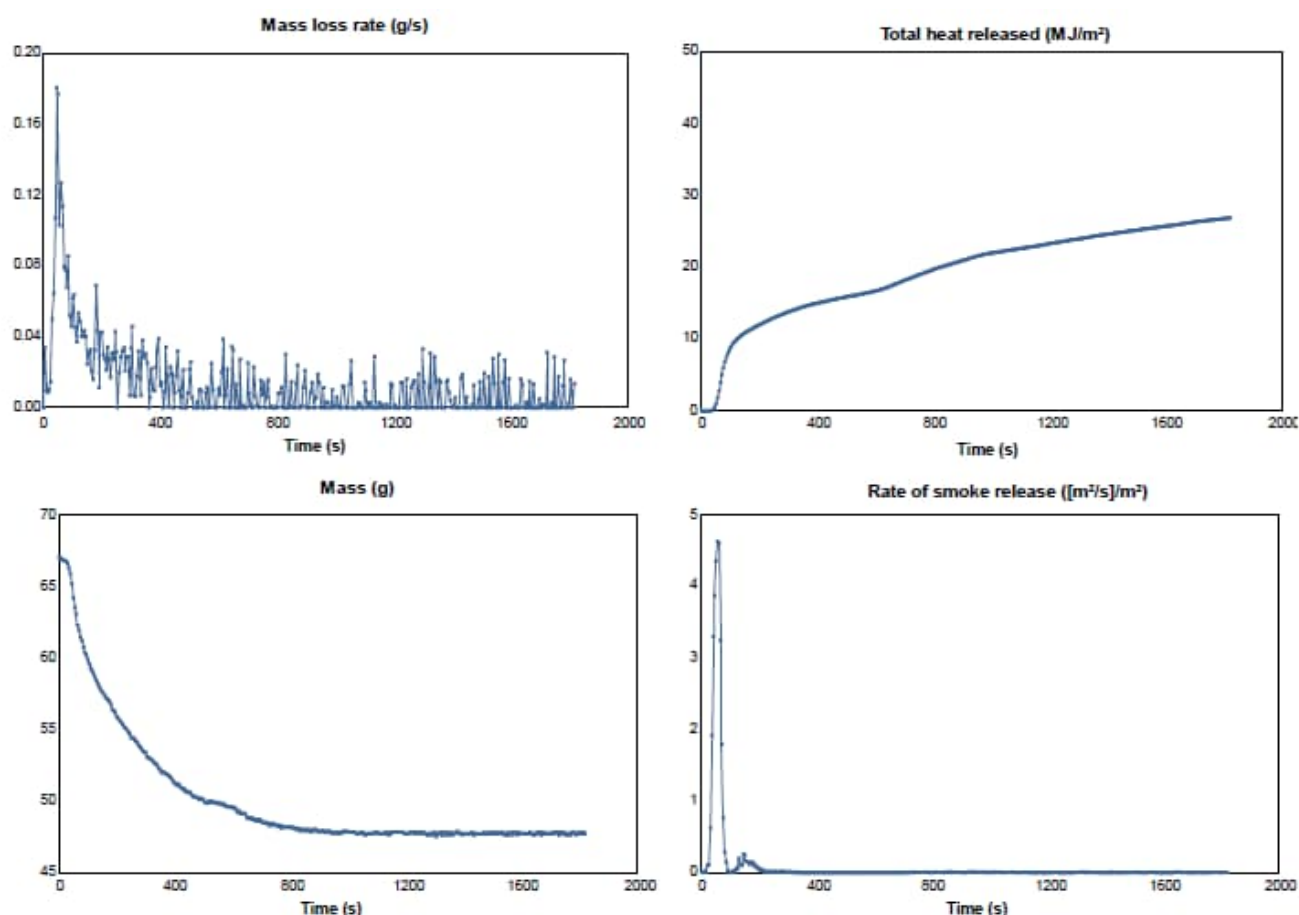 Mass loss rate (g/s)
0.20
0.16
0.12
0.08
0.04
0.00
0 400 800 1200 1600 2000
Time (s)
Total heat released (MJ/m²)
50
40
30
20
10
0
0 400 800 1200 1600 2000
Time (s)
Mass (g)
70
65
60
55
50
45
0 400 800 1200 1600 2000
Time (s)
Rate of smoke release ([m²/s]/m²)
5
4
3
2
1
0
0 400 800 1200 1600 2000
Time (s)